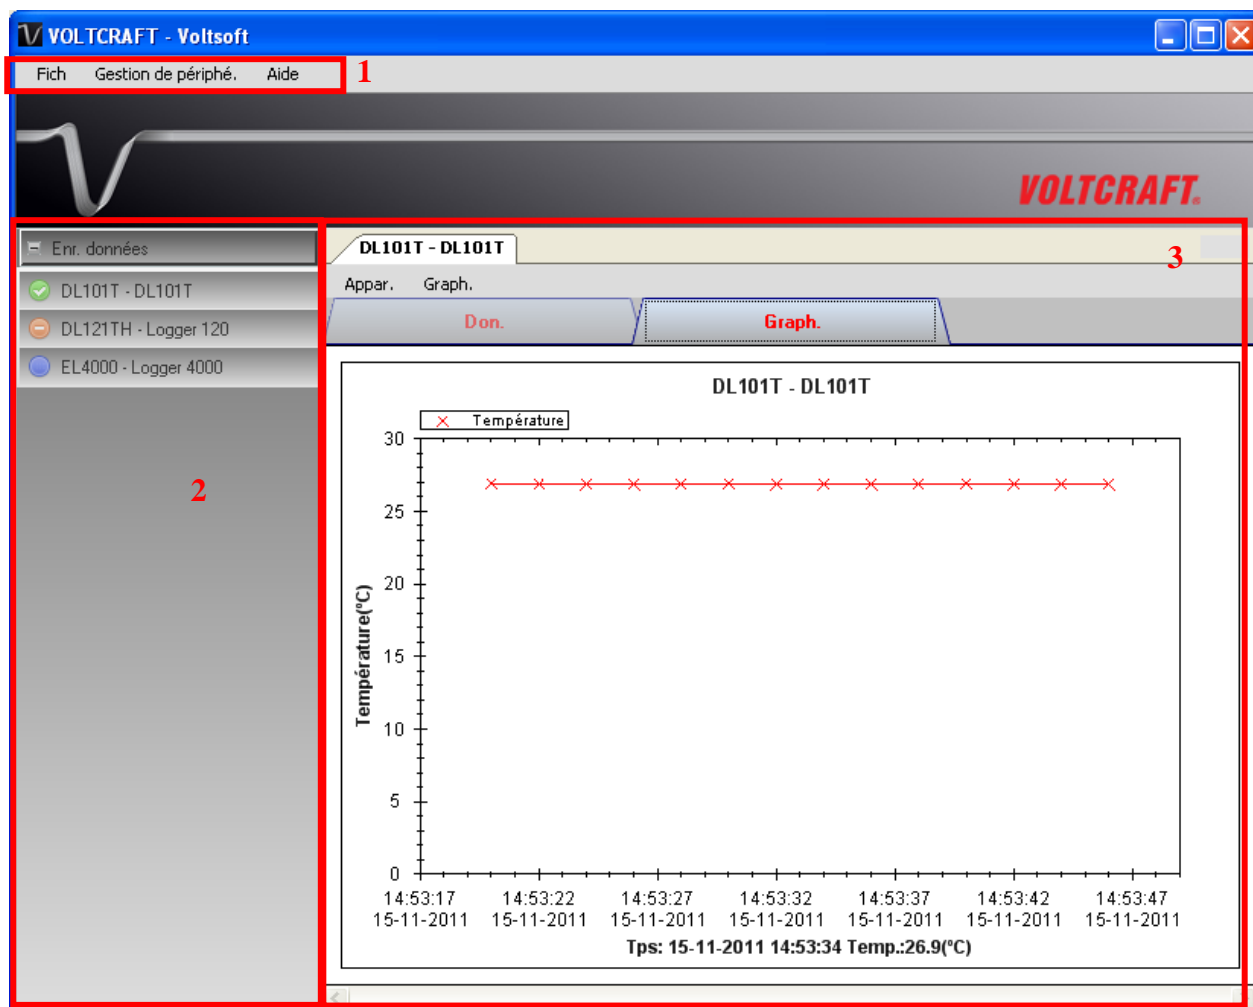 VOLTCRAFT - Voltsoft
Fich Gestion de périphé. Aide
1
VOLTCRAFT®
Enr. données
DL101T - DL101T
DL121TH - Logger 120
EL4000 - Logger 4000
2
DL101T - DL101T
3
Appar. Graph.
Don. Graph.
DL101T - DL101T
Température
30
25
20
15
10
5
0
Température(°C)
14:53:17 14:53:22 14:53:27 14:53:32 14:53:37 14:53:42 14:53:47
15-11-2011 15-11-2011 15-11-2011 15-11-2011 15-11-2011 15-11-2011 15-11-2011
Tps: 15-11-2011 14:53:34 Temp.:26.9(°C)